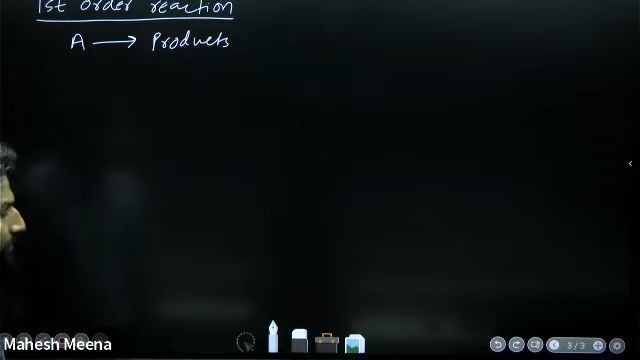 1st order reaction
A ⟶ Products
3/3
Mahesh Meena